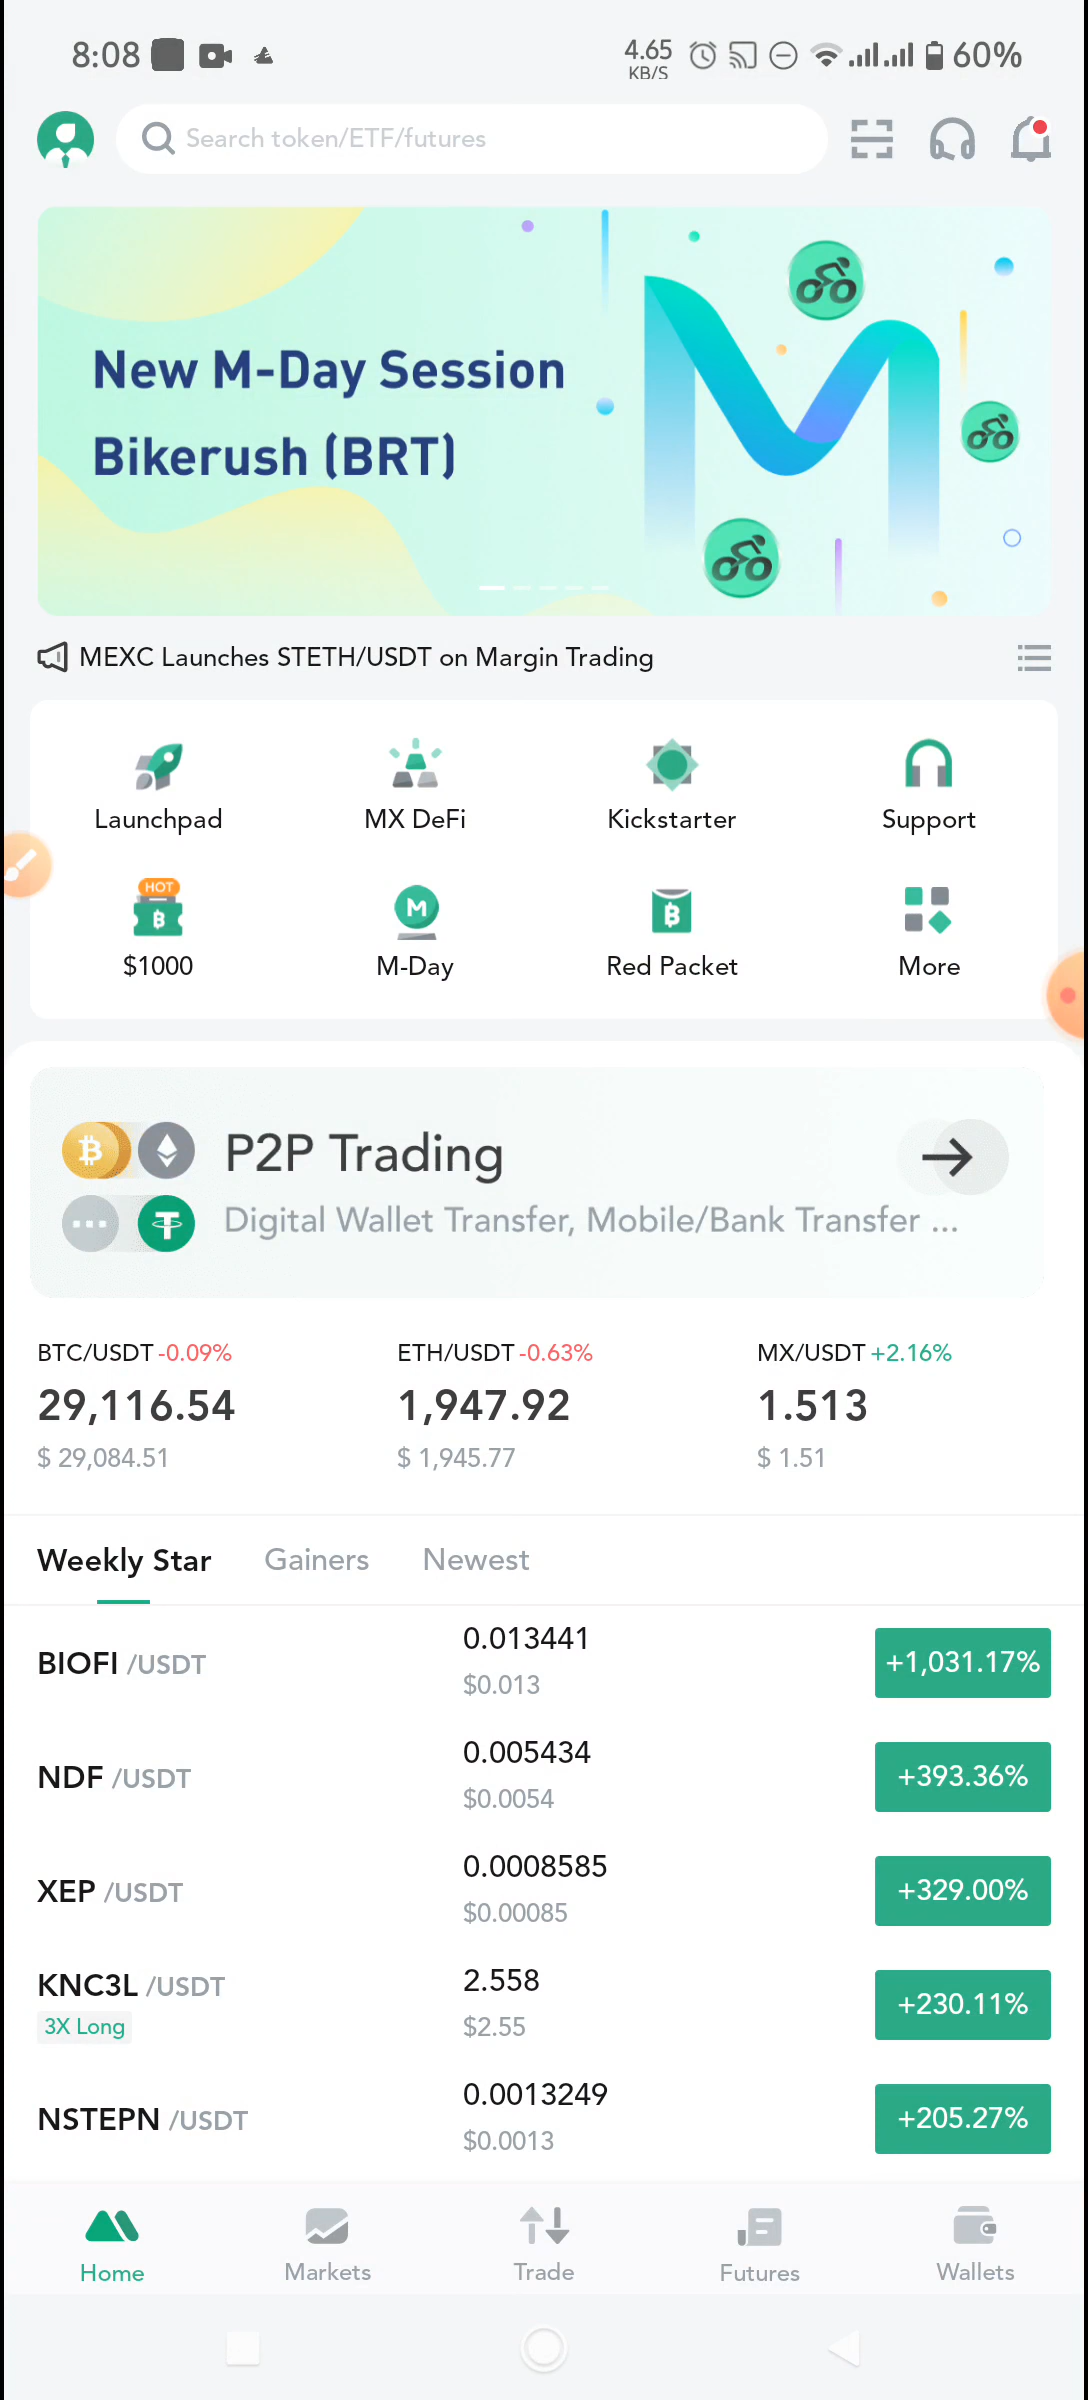 8:08
4.65
KB/S
60%
Search token/ETF/futures
New M-Day Session
Bikerush (BRT)
MEXC Launches STETH/USDT on Margin Trading
Launchpad
MX DeFi
Kickstarter
Support
HOT
$1000
M-Day
Red Packet
More
P2P Trading
Digital Wallet Transfer, Mobile/Bank Transfer ...
BTC/USDT -0.09%
29,116.54
$ 29,084.51
ETH/USDT -0.63%
1,947.92
$ 1,945.77
MX/USDT +2.16%
1.513
$ 1.51
Weekly Star
Gainers
Newest
BIOFI /USDT
0.013441
$0.013
+1,031.17%
NDF /USDT
0.005434
$0.0054
+393.36%
XEP /USDT
0.0008585
$0.00085
+329.00%
KNC3L /USDT
3X Long
2.558
$2.55
+230.11%
NSTEPN /USDT
0.0013249
$0.0013
+205.27%
Home
Markets
Trade
Futures
Wallets